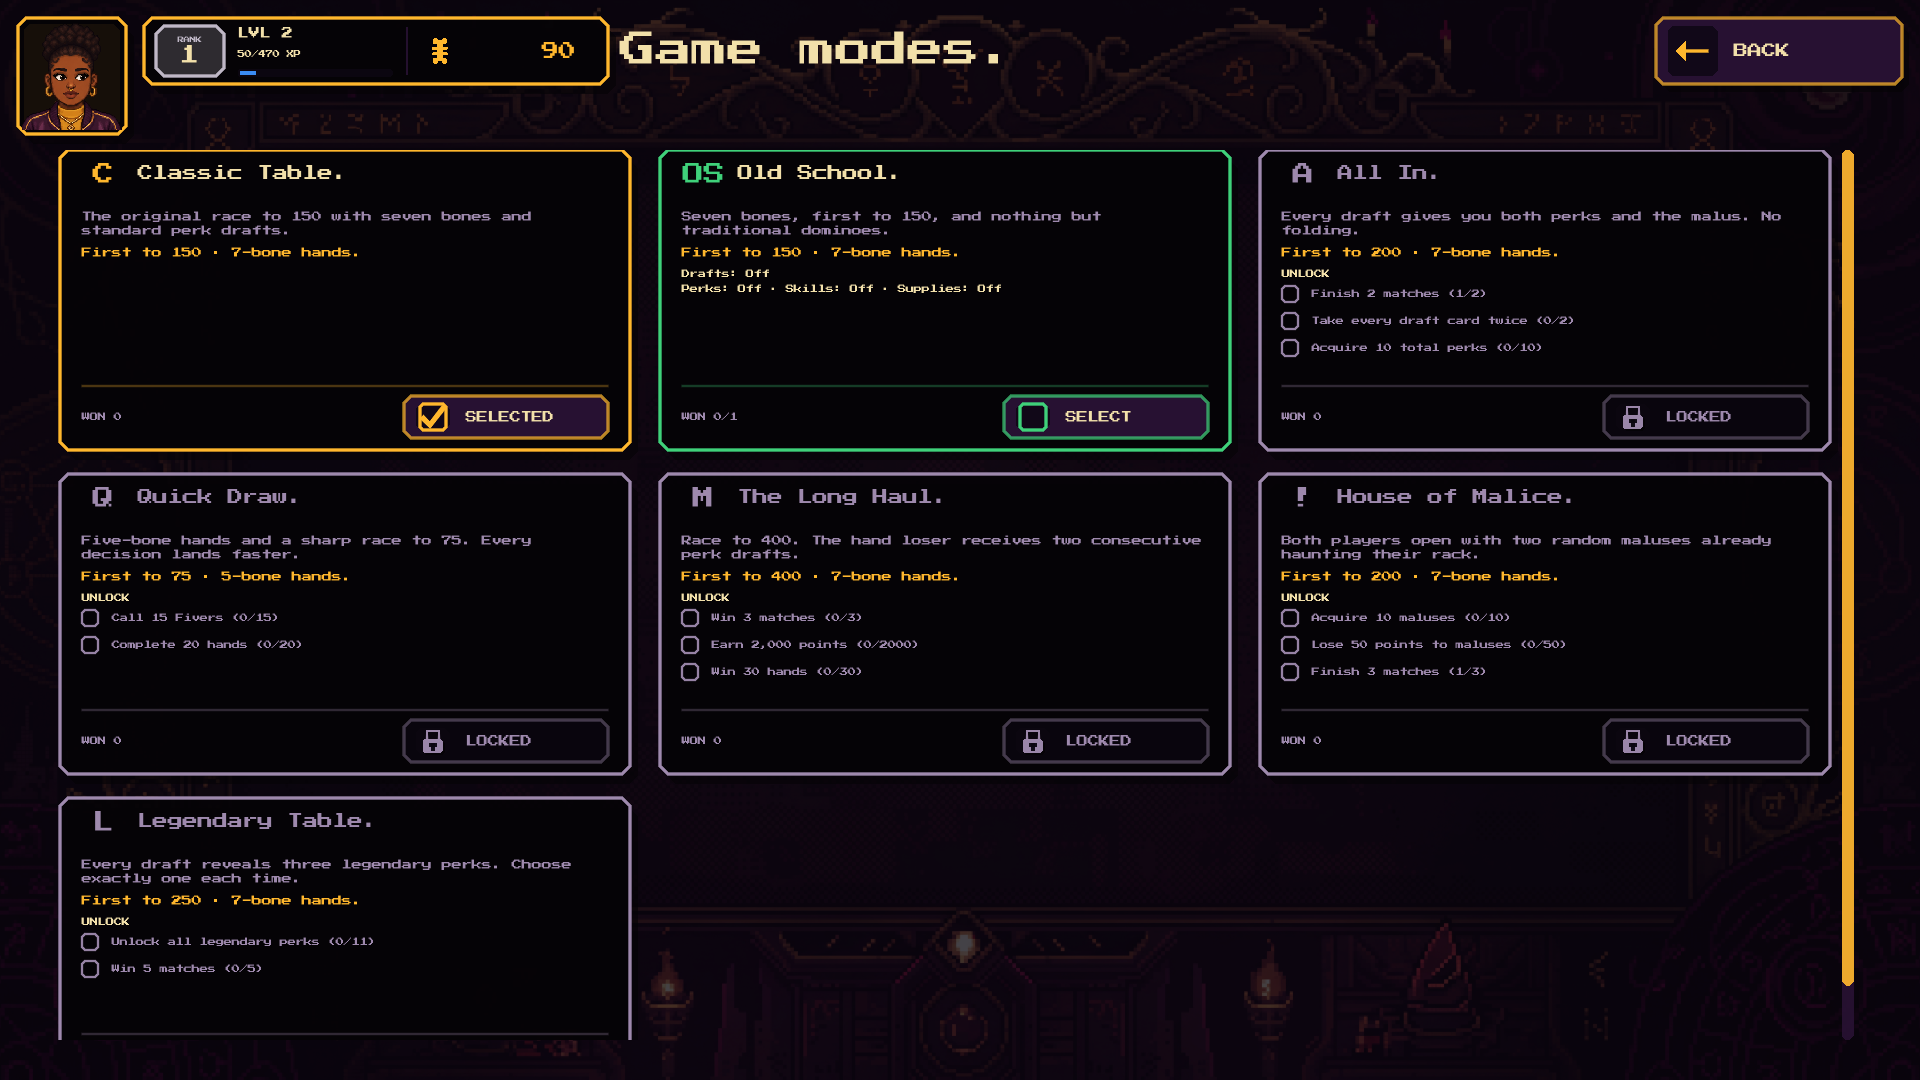 RANK
1
LVL 2
50/470 XP
90
Game modes.
BACK
C Classic Table.
The original race to 150 with seven bones and
standard perk drafts.
First to 150 · 7-bone hands.
WON 0
SELECTED
OS Old School.
Seven bones, first to 150, and nothing but
traditional dominoes.
First to 150 · 7-bone hands.
Drafts: Off
Perks: Off · Skills: Off · Supplies: Off
WON 0/1
SELECT
A All In.
Every draft gives you both perks and the malus. No
folding.
First to 200 · 7-bone hands.
UNLOCK
Finish 2 matches (1/2)
Take every draft card twice (0/2)
Acquire 10 total perks (0/10)
WON 0
LOCKED
Q Quick Draw.
Five-bone hands and a sharp race to 75. Every
decision lands faster.
First to 75 · 5-bone hands.
UNLOCK
Call 15 Fivers (0/15)
Complete 20 hands (0/20)
WON 0
LOCKED
M The Long Haul.
Race to 400. The hand loser receives two consecutive
perk drafts.
First to 400 · 7-bone hands.
UNLOCK
Win 3 matches (0/3)
Earn 2,000 points (0/2000)
Win 30 hands (0/30)
WON 0
LOCKED
! House of Malice.
Both players open with two random maluses already
haunting their rack.
First to 200 · 7-bone hands.
UNLOCK
Acquire 10 maluses (0/10)
Lose 50 points to maluses (0/50)
Finish 3 matches (1/3)
WON 0
LOCKED
L Legendary Table.
Every draft reveals three legendary perks. Choose
exactly one each time.
First to 250 · 7-bone hands.
UNLOCK
Unlock all legendary perks (0/11)
Win 5 matches (0/5)